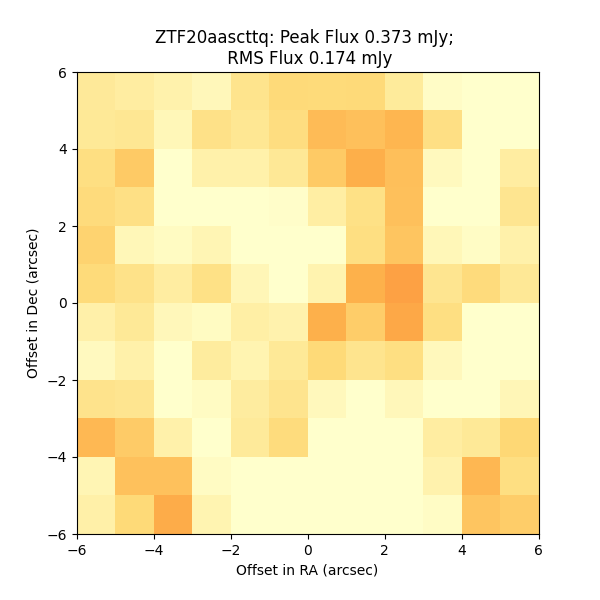 ZTF20aascttq: Peak Flux 0.373 mJy;
RMS Flux 0.174 mJy
6
4
2
0
−2
−4
−6
Offset in Dec (arcsec)
−6 −4 −2 0 2 4 6
Offset in RA (arcsec)